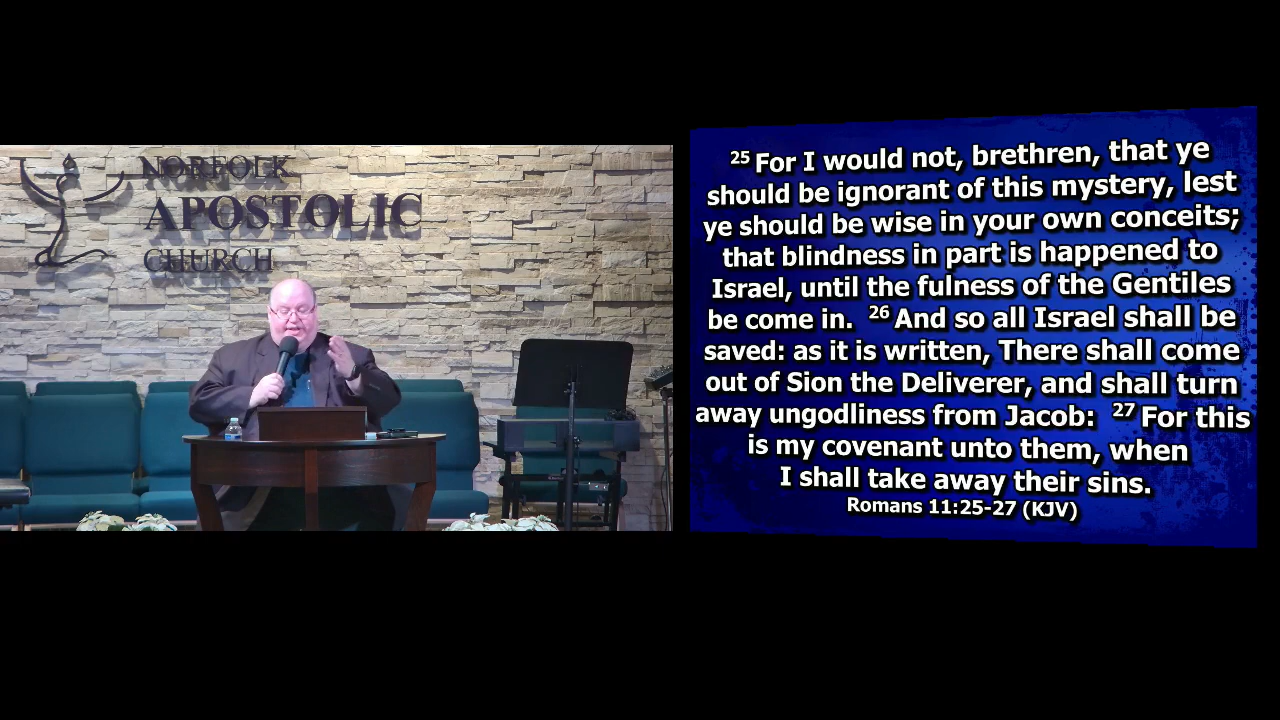 NORFOLK
APOSTOLIC
CHURCH
25 For I would not, brethren, that ye
should be ignorant of this mystery, lest
ye should be wise in your own conceits;
that blindness in part is happened to
Israel, until the fulness of the Gentiles
be come in. 26 And so all Israel shall be
saved: as it is written, There shall come
out of Sion the Deliverer, and shall turn
away ungodliness from Jacob: 27 For this
is my covenant unto them, when
I shall take away their sins.
Romans 11:25-27 (KJV)